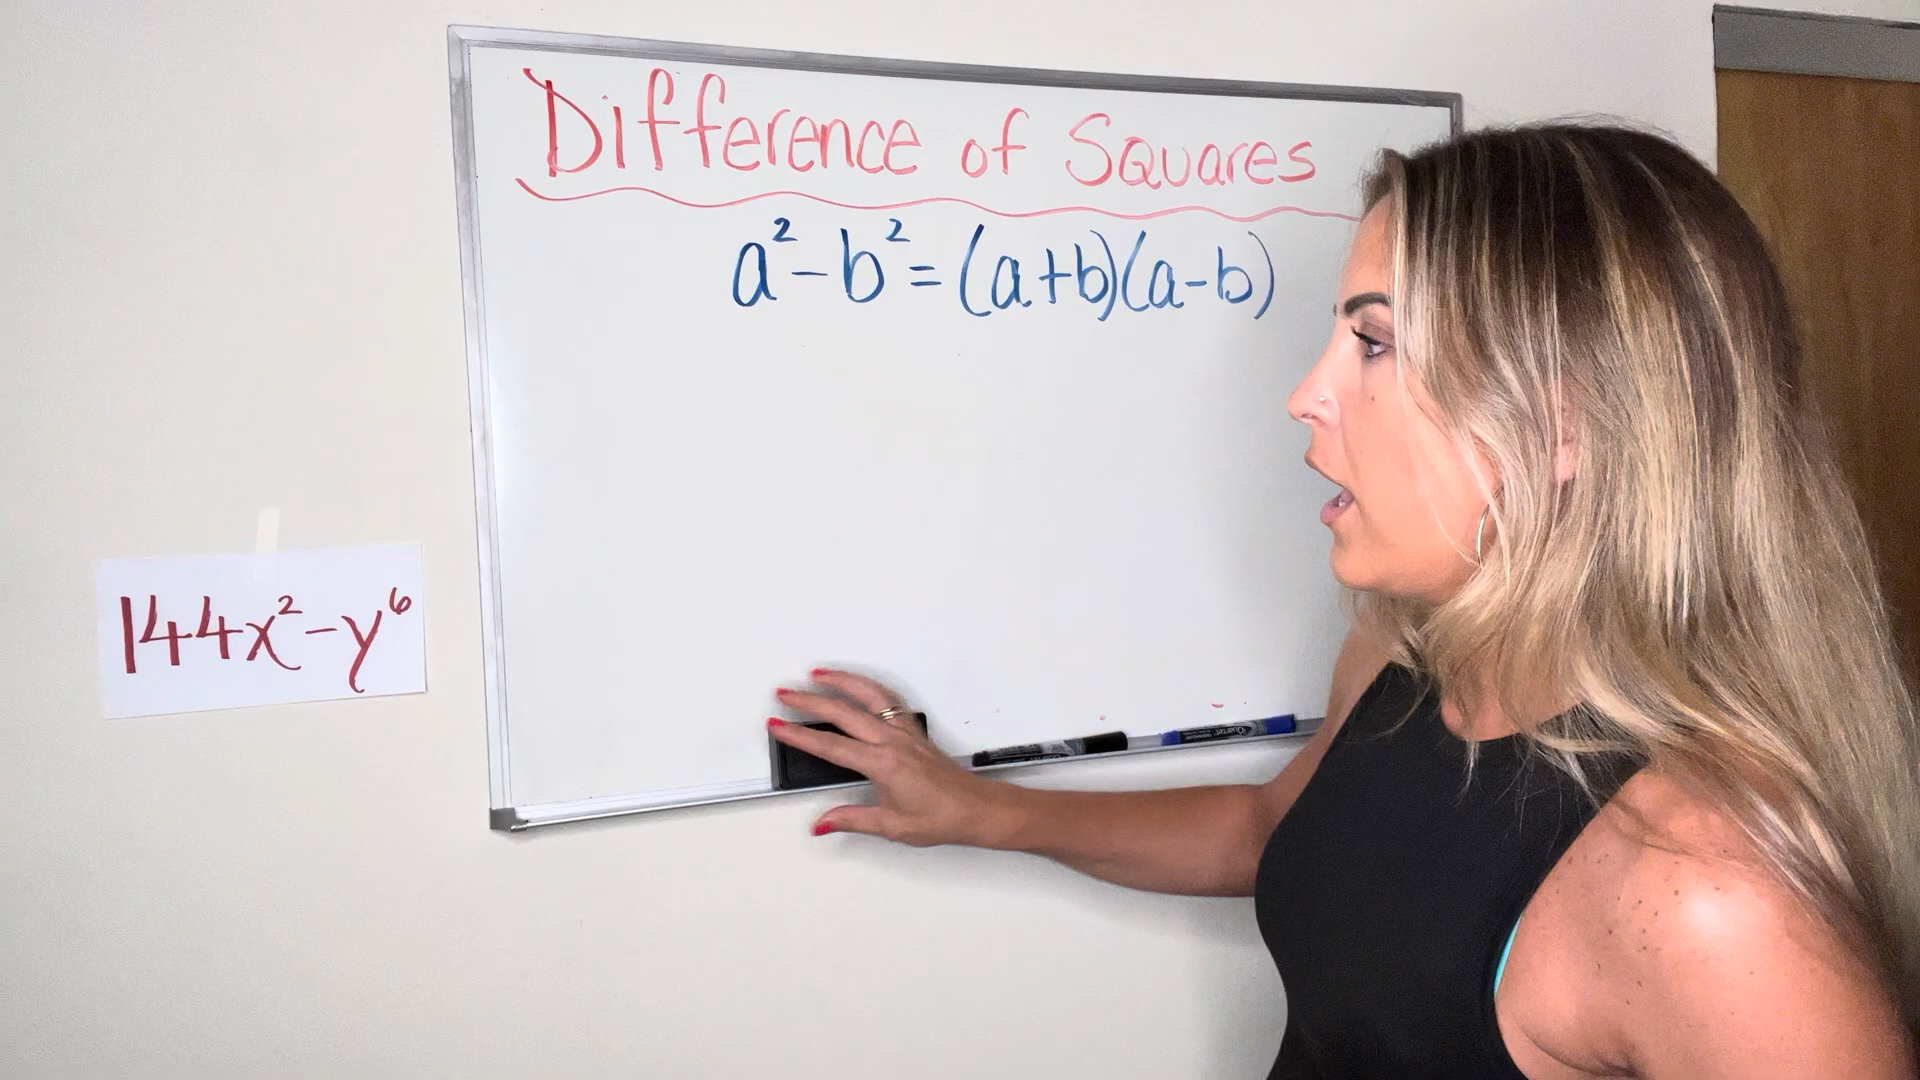 Difference of Squares
a²-b²=(a+b)(a-b)
144x²-y⁶